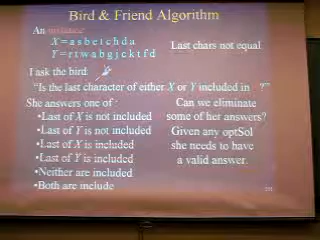 Bird & Friend Algorithm
An instance
X = a s b e t c h d a
Y = r t w a b g j c k t f d
Last chars not equal
I ask the bird:
"Is the last character of either X or Y included in ?"
She answers one of :
•Last of X is not included
•Last of Y is not included
•Last of X is included
•Last of Y is included
•Neither are included
•Both are include
Can we eliminate
some of her answers?
Given any optSol
she needs to have
a valid answer.